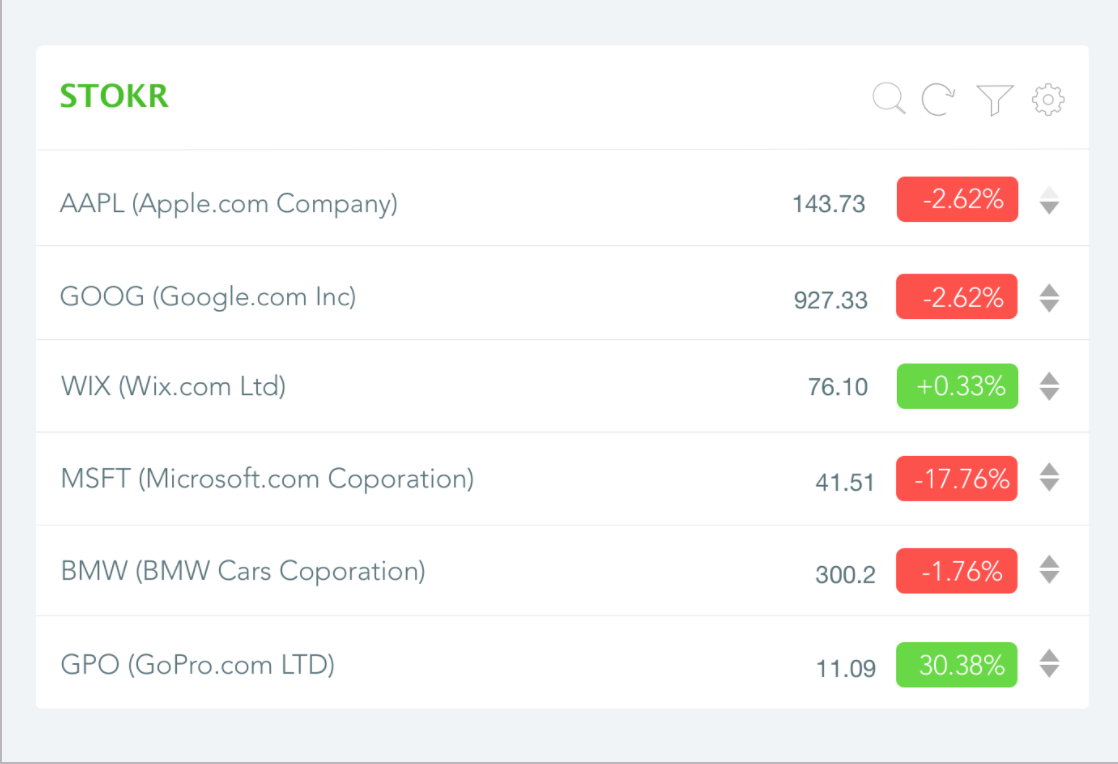 STOKR
AAPL (Apple.com Company) 143.73 -2.62%
GOOG (Google.com Inc) 927.33 -2.62%
WIX (Wix.com Ltd) 76.10 +0.33%
MSFT (Microsoft.com Coporation) 41.51 -17.76%
BMW (BMW Cars Coporation) 300.2 -1.76%
GPO (GoPro.com LTD) 11.09 30.38%